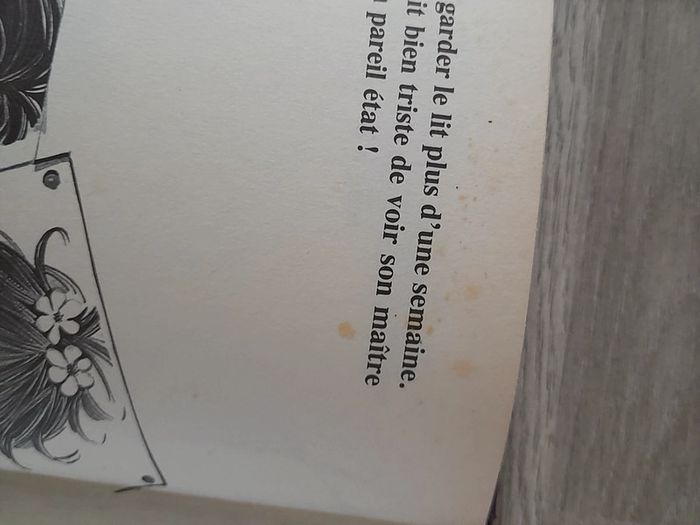 garder le lit plus d'une semaine.
it bien triste de voir son maître
pareil état !